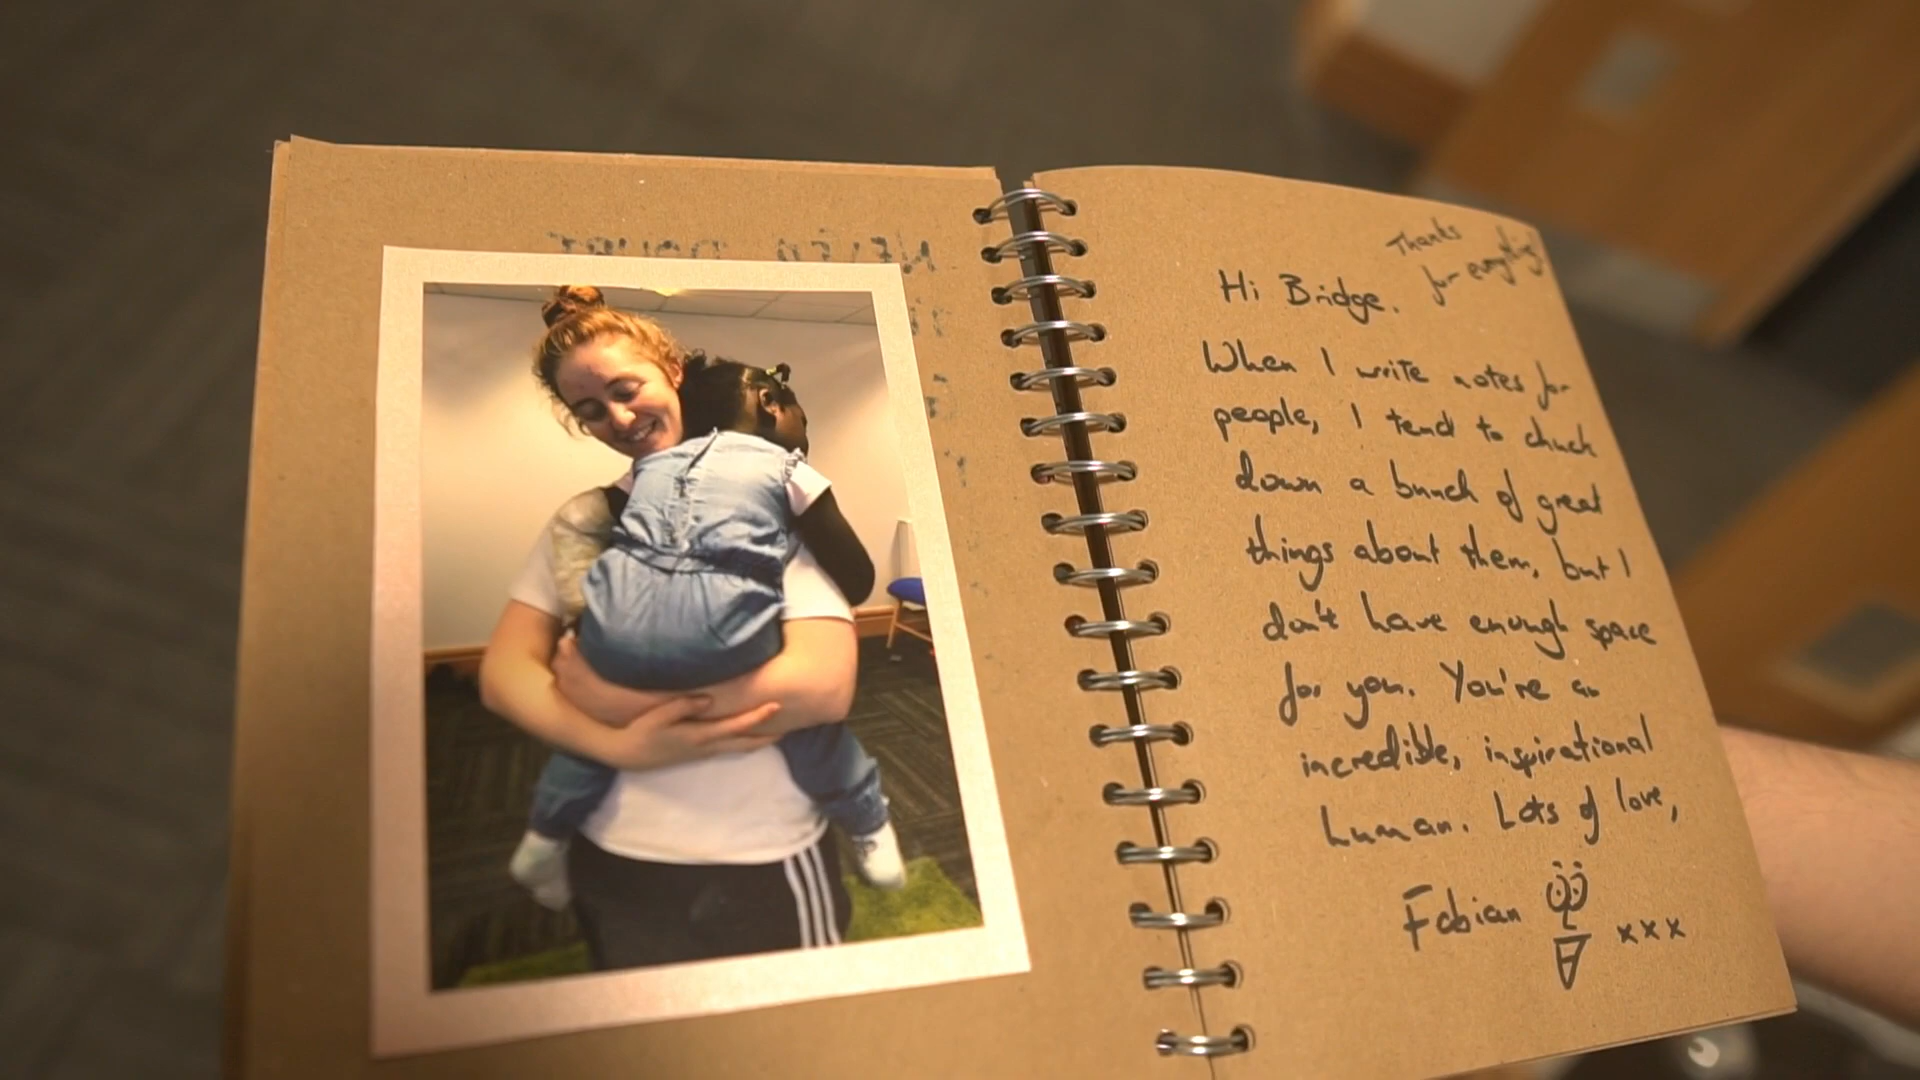 Thanks
for everything
Hi Bridge.
When I write notes for
people, I tend to chuck
down a bunch of great
things about them, but I
don't have enough space
for you. You're an
incredible, inspirational
human. Lots of love,
Fabian xxx